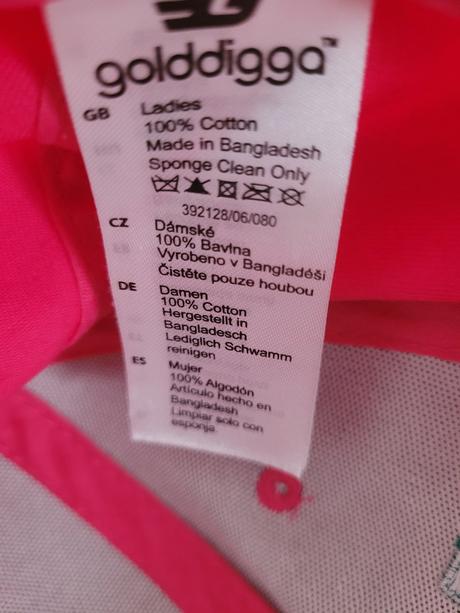 golddigga™
GB Ladies
100% Cotton
Made in Bangladesh
Sponge Clean Only
392128/06/080
CZ Dámské
100% Bavlna
Vyrobeno v Bangladéši
Čistěte pouze houbou
DE Damen
100% Cotton
Hergestellt in
Bangladesch
Lediglich Schwamm
reinigen
ES Mujer
100% Algodón
Artículo hecho en
Bangladesh
Limpiar solo con
esponja